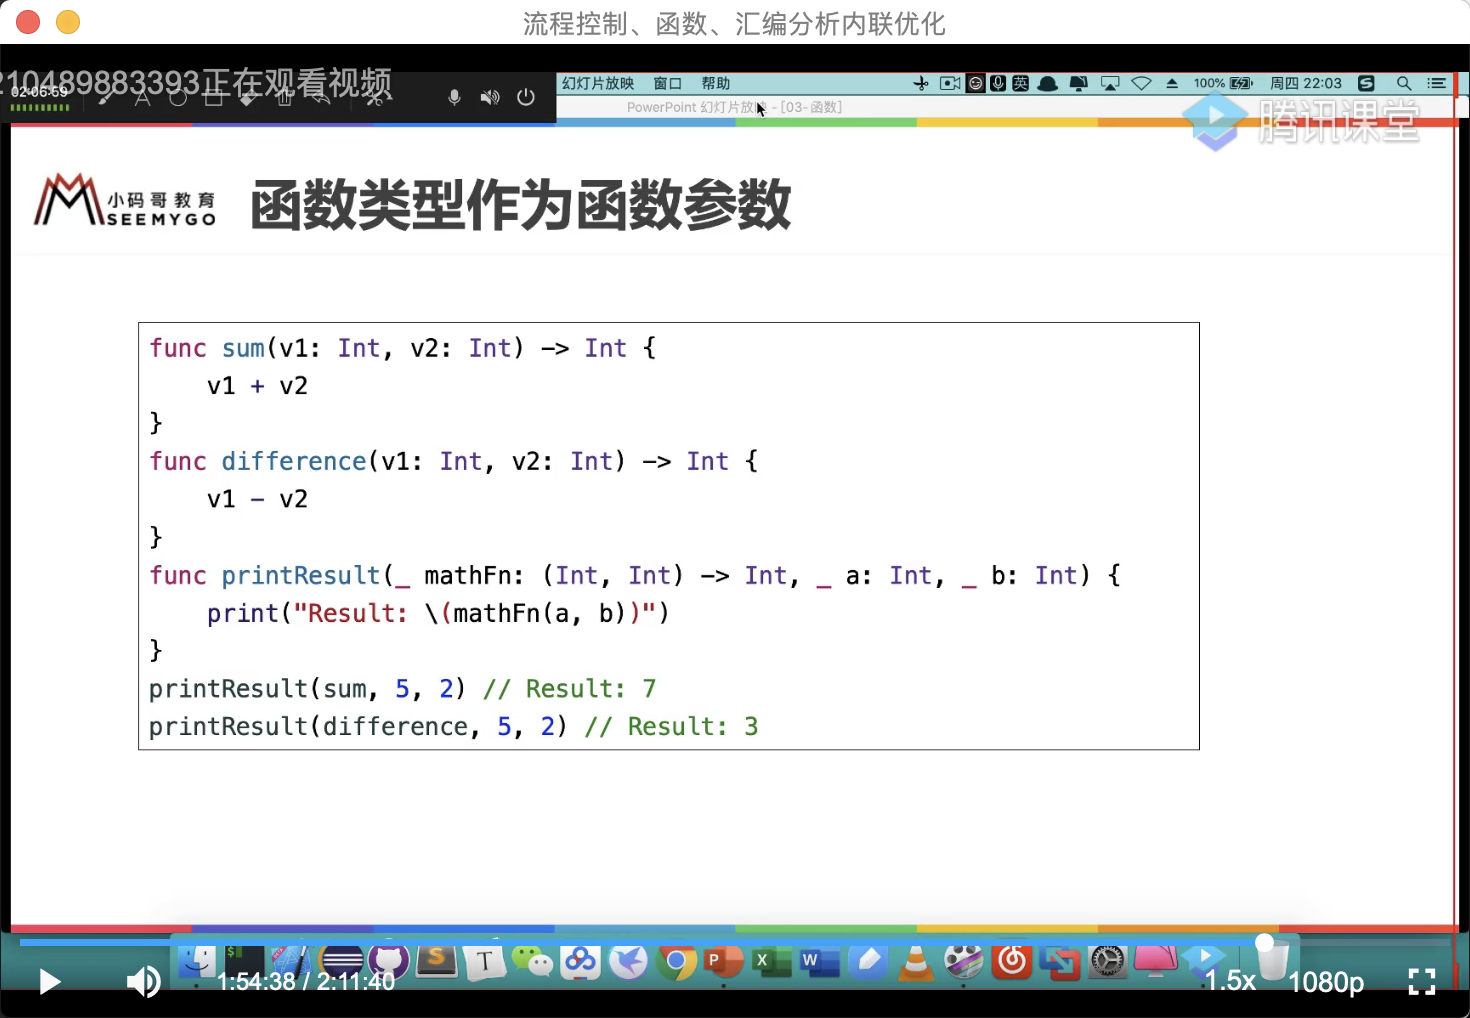 流程控制、函数、汇编分析内联优化
210489883393正在观看视频
02:06:59
幻灯片放映 窗口 帮助
英
100%
周四 22:03
PowerPoint 幻灯片放映 - [03-函数]
腾讯课堂
小码哥教育
SEEMYGO
函数类型作为函数参数
func sum(v1: Int, v2: Int) -> Int {
    v1 + v2
}
func difference(v1: Int, v2: Int) -> Int {
    v1 - v2
}
func printResult(_ mathFn: (Int, Int) -> Int, _ a: Int, _ b: Int) {
    print("Result: \(mathFn(a, b))")
}
printResult(sum, 5, 2) // Result: 7
printResult(difference, 5, 2) // Result: 3
1:54:38 / 2:11:40
1.5x
1080p